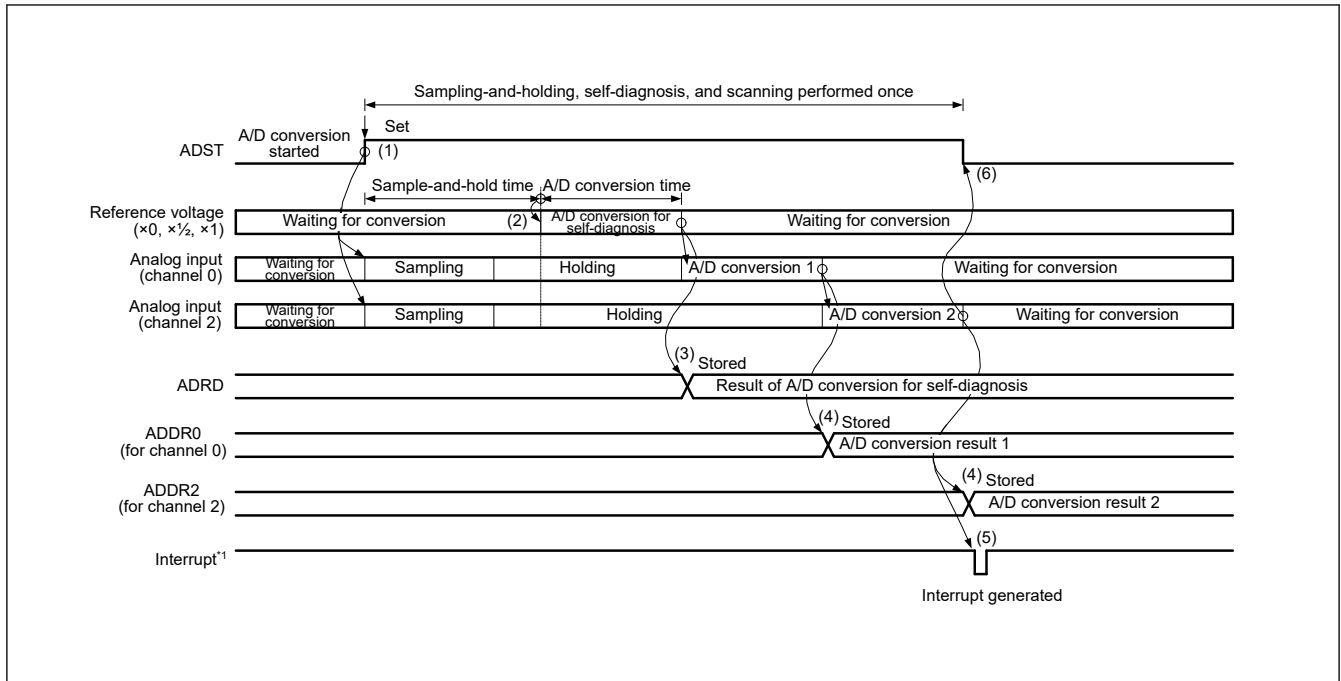 Sampling-and-holding, self-diagnosis, and scanning performed once
ADST
A/D conversion
started
Set
(1)
(6)
Sample-and-hold time
A/D conversion time
Reference voltage
(×0, ×½, ×1)
Waiting for conversion
(2)
A/D conversion for
self-diagnosis
Waiting for conversion
Analog input
(channel 0)
Waiting for
conversion
Sampling
Holding
A/D conversion 1
Waiting for conversion
Analog input
(channel 2)
Waiting for
conversion
Sampling
Holding
A/D conversion 2
Waiting for conversion
ADRD
(3)
Stored
Result of A/D conversion for self-diagnosis
ADDR0
(for channel 0)
(4)
Stored
A/D conversion result 1
ADDR2
(for channel 2)
(4)
Stored
A/D conversion result 2
Interrupt*1
(5)
Interrupt generated